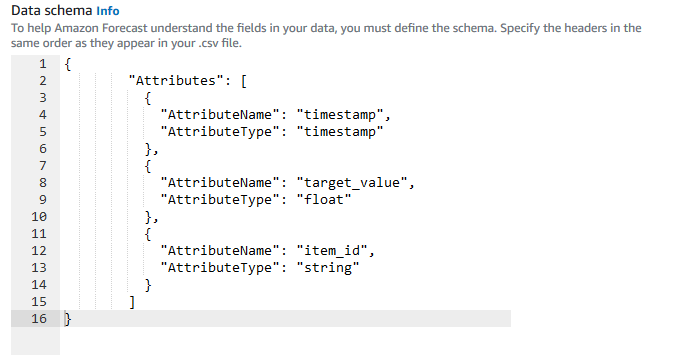 Data schema Info
To help Amazon Forecast understand the fields in your data, you must define the schema. Specify the headers in the
same order as they appear in your .csv file.
1 {
2 "Attributes": [
3 {
4 "AttributeName": "timestamp",
5 "AttributeType": "timestamp"
6 },
7 {
8 "AttributeName": "target_value",
9 "AttributeType": "float"
10 },
11 {
12 "AttributeName": "item_id",
13 "AttributeType": "string"
14 }
15 ]
16 }